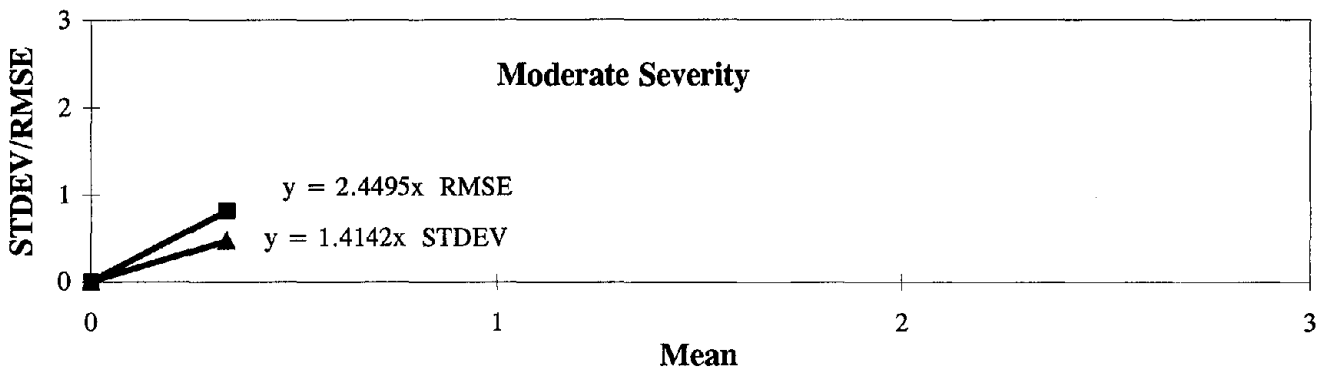 3
Moderate Severity
2
STDEV/RMSE
1
y = 2.4495x RMSE
y = 1.4142x STDEV
0
0 1 2 3
Mean